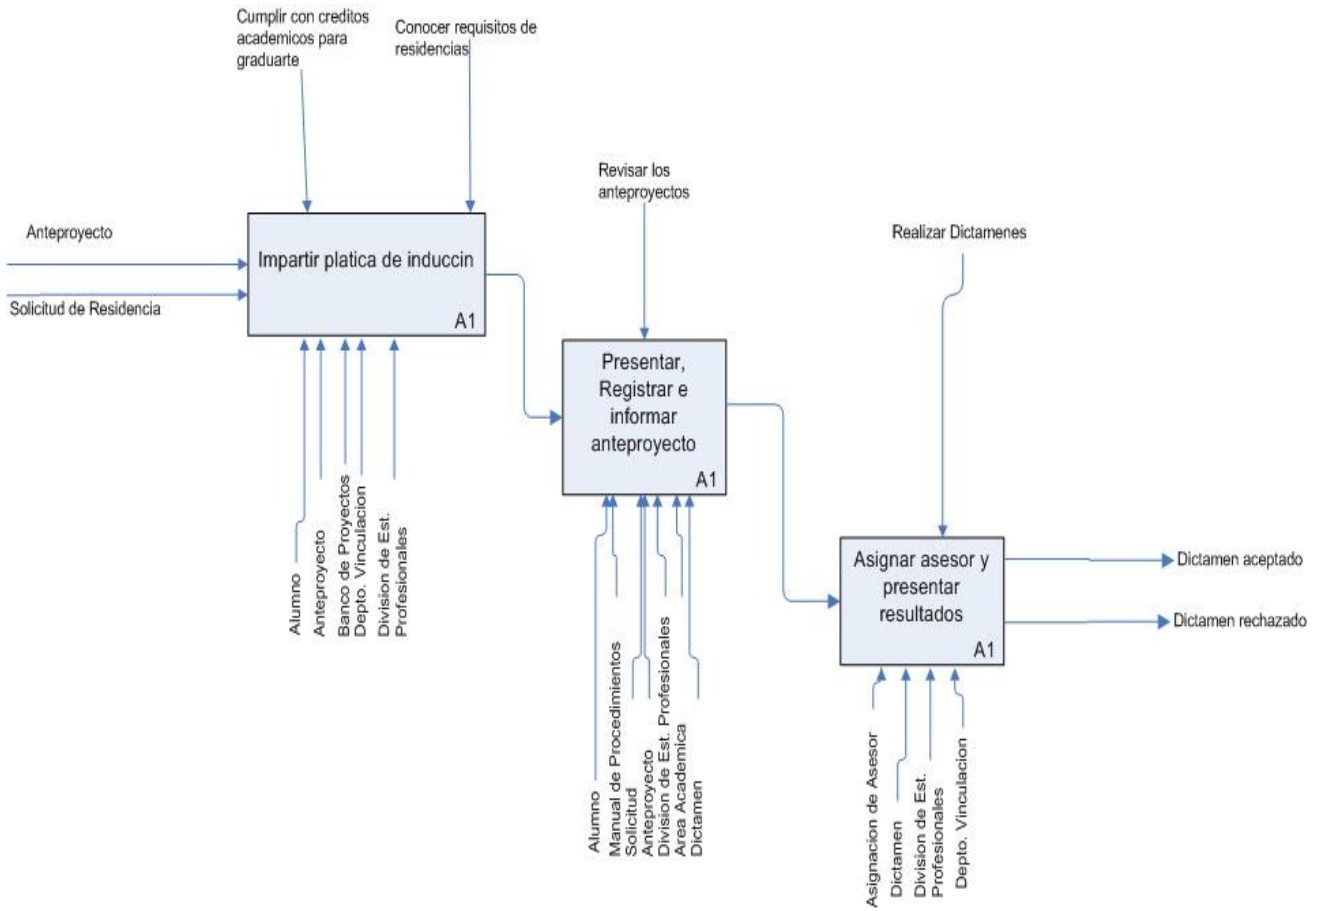 Cumplir con creditos
academicos para
graduarte
Conocer requisitos de
residencias
Anteproyecto
Solicitud de Residencia
Impartir platica de induccin
A1
Alumno
Anteproyecto
Banco de Proyectos
Depto. Vinculacion
Division de Est.
Profesionales
Revisar los
anteproyectos
Presentar,
Registrar e
informar
anteproyecto
A1
Alumno
Manual de Procedimientos
Solicitud
Anteproyecto
Division de Est. Profesionales
Area Academica
Dictamen
Realizar Dictamenes
Asignar asesor y
presentar
resultados
A1
Asignacion de Asesor
Dictamen
Division de Est.
Profesionales
Depto. Vinculacion
Dictamen aceptado
Dictamen rechazado